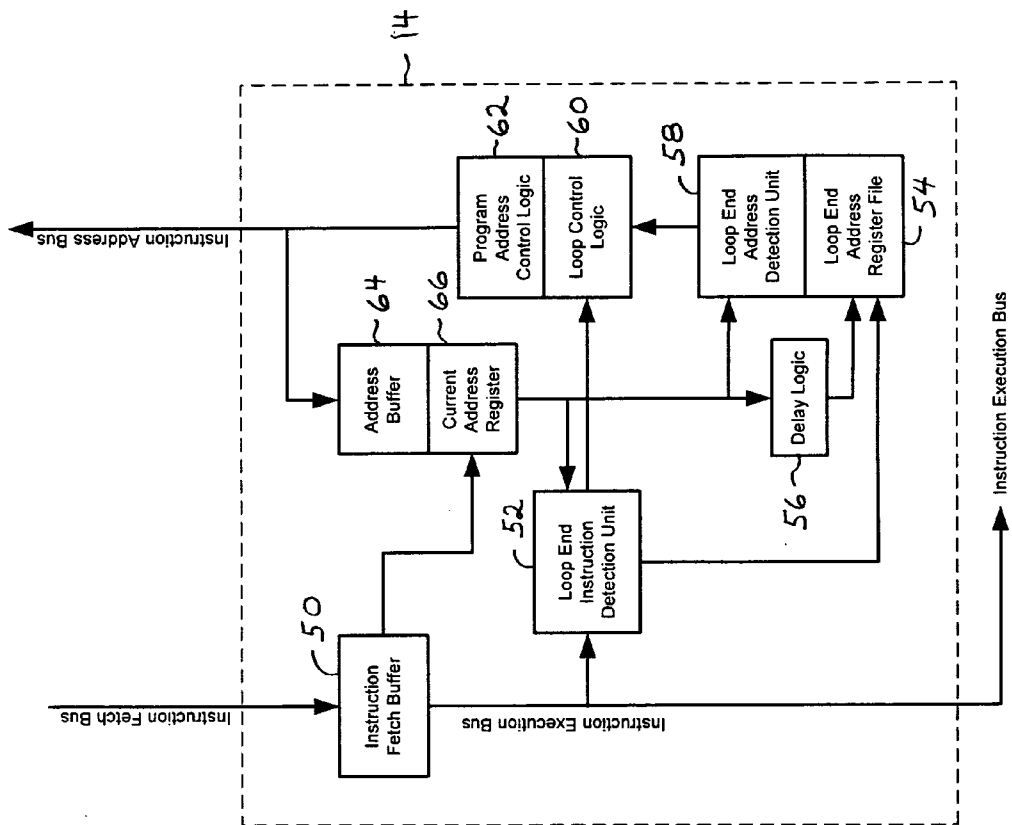 14
Instruction Fetch Bus
Instruction Address Bus
50
Instruction
Fetch Buffer
64
Address
Buffer
66
Current
Address
Register
62
Program
Address
Control Logic
60
Loop Control
Logic
52
Loop End
Instruction
Detection Unit
58
Loop End
Address
Detection Unit
54
Loop End
Address
Register File
56
Delay Logic
Instruction Execution Bus
Instruction Execution Bus